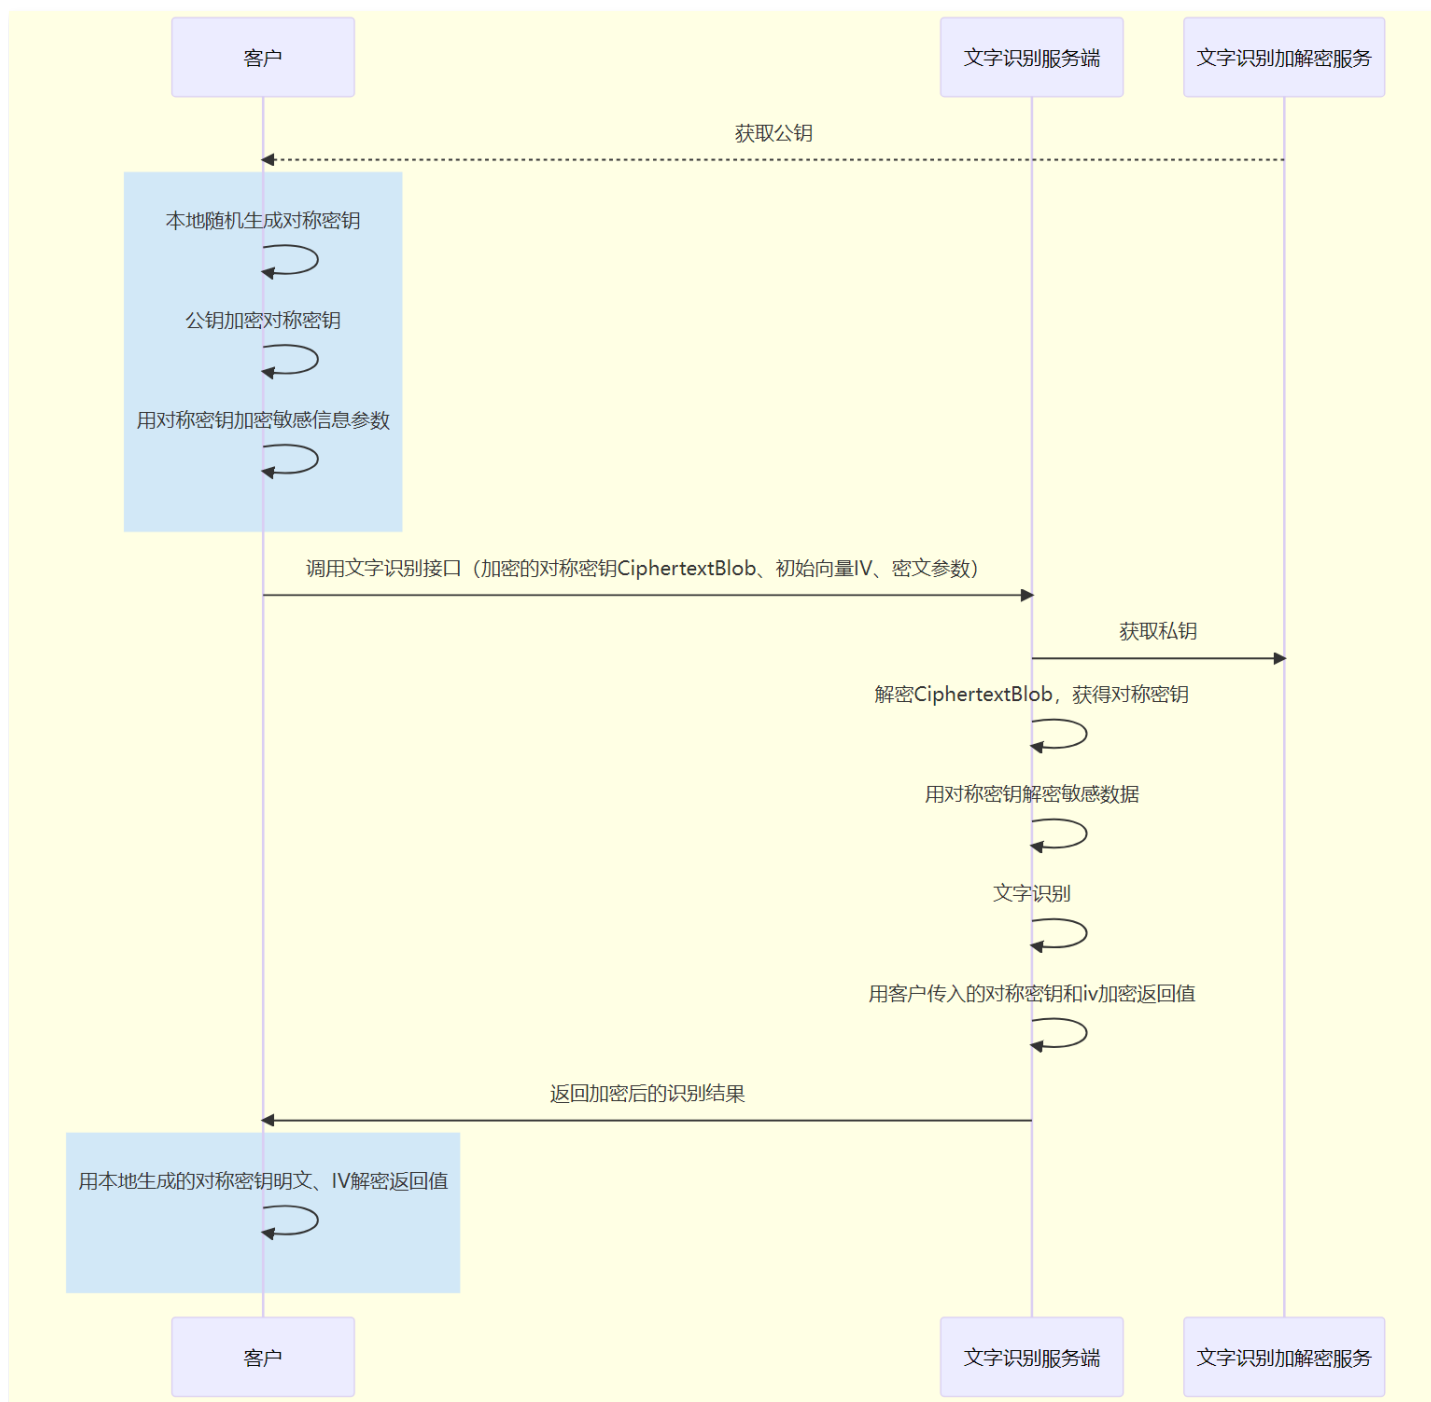 客户
文字识别服务端
文字识别加解密服务
获取公钥
本地随机生成对称密钥
公钥加密对称密钥
用对称密钥加密敏感信息参数
调用文字识别接口（加密的对称密钥CiphertextBlob、初始向量IV、密文参数）
获取私钥
解密CiphertextBlob，获得对称密钥
用对称密钥解密敏感数据
文字识别
用客户传入的对称密钥和iv加密返回值
返回加密后的识别结果
用本地生成的对称密钥明文、IV解密返回值
客户
文字识别服务端
文字识别加解密服务